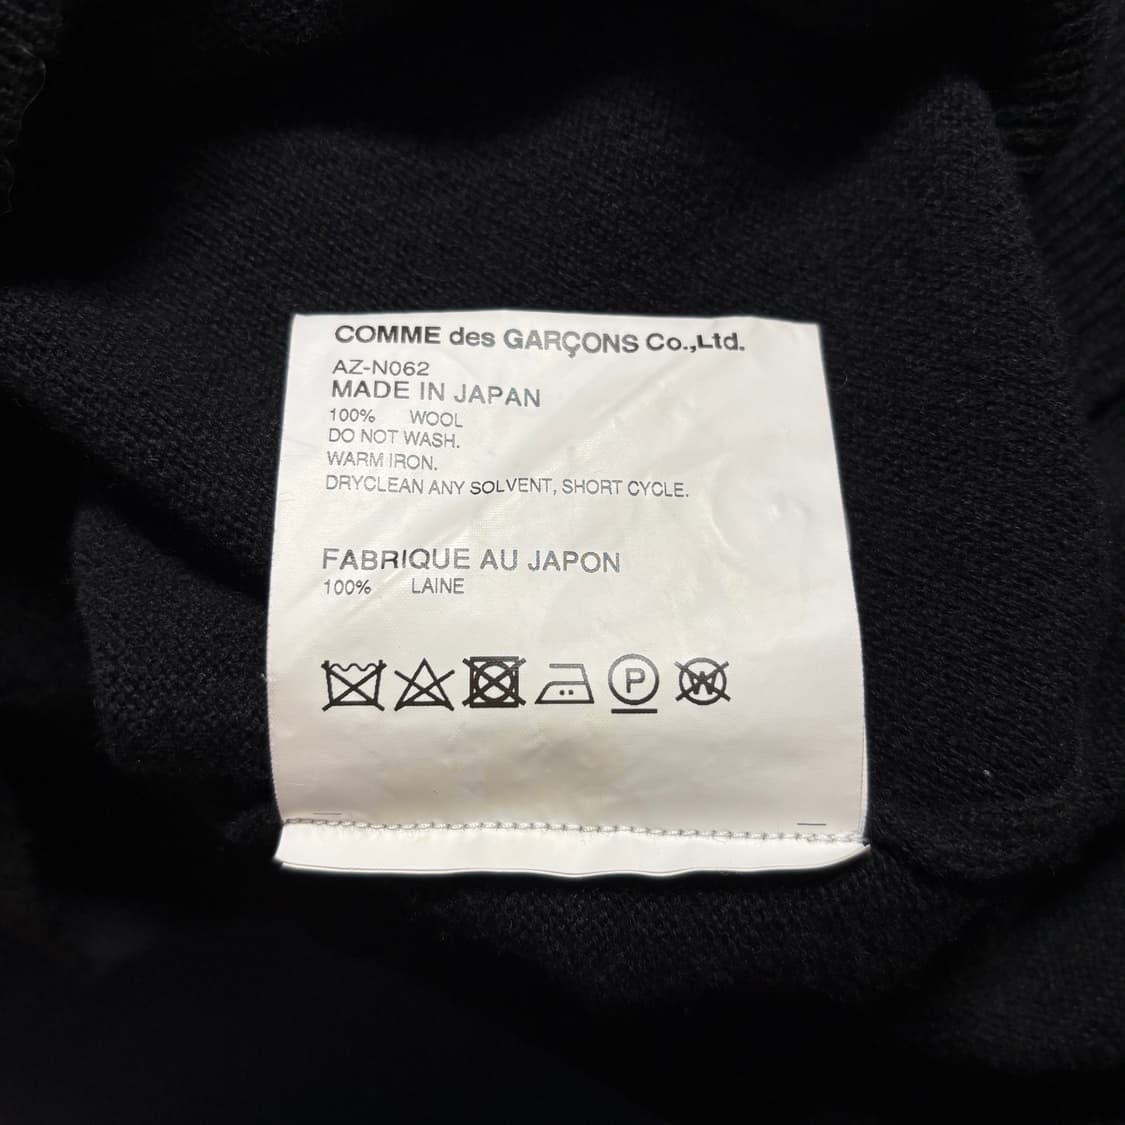 COMME des GARÇONS Co.,Ltd.
AZ-N062
MADE IN JAPAN
100% WOOL
DO NOT WASH.
WARM IRON.
DRYCLEAN ANY SOLVENT, SHORT CYCLE.
FABRIQUE AU JAPON
100% LAINE
P W